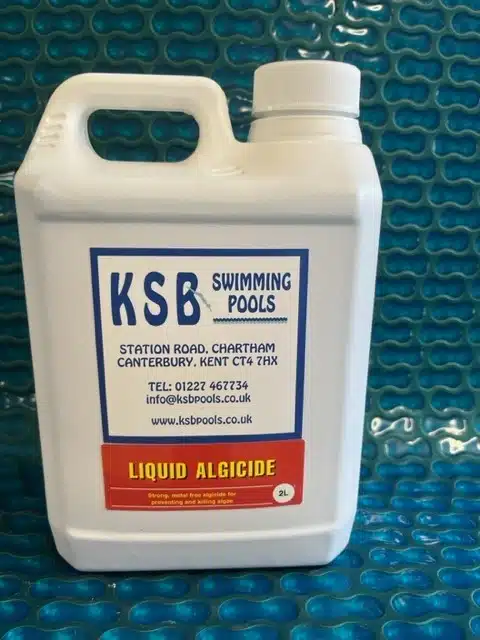 KSB SWIMMING
POOLS
STATION ROAD, CHARTHAM
CANTERBURY, KENT CT4 7HX
TEL: 01227 467734
info@ksbpools.co.uk
www.ksbpools.co.uk
LIQUID ALGICIDE
Strong, metal free algicide for
preventing and killing algae
2L